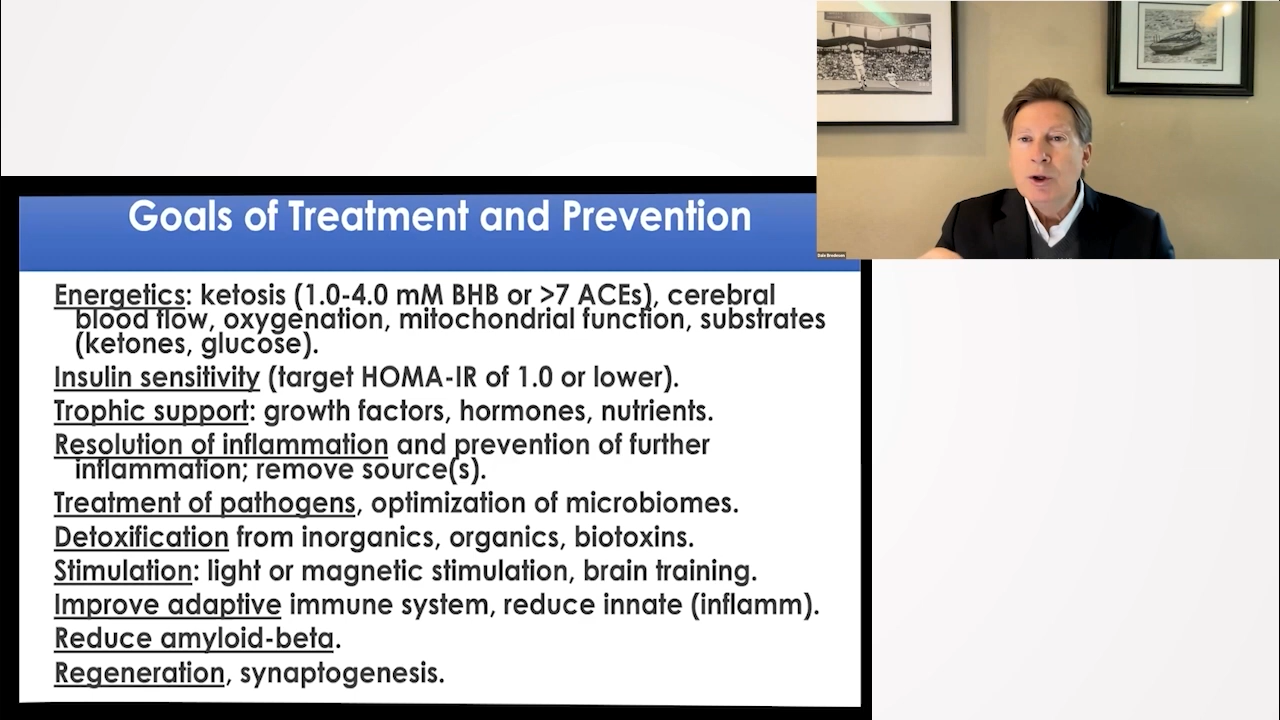 Goals of Treatment and Prevention
Energetics: ketosis (1.0-4.0 mM BHB or >7 ACEs), cerebral
blood flow, oxygenation, mitochondrial function, substrates
(ketones, glucose).
Insulin sensitivity (target HOMA-IR of 1.0 or lower).
Trophic support: growth factors, hormones, nutrients.
Resolution of inflammation and prevention of further
inflammation; remove source(s).
Treatment of pathogens, optimization of microbiomes.
Detoxification from inorganics, organics, biotoxins.
Stimulation: light or magnetic stimulation, brain training.
Improve adaptive immune system, reduce innate (inflamm).
Reduce amyloid-beta.
Regeneration, synaptogenesis.
Dale Bredesen